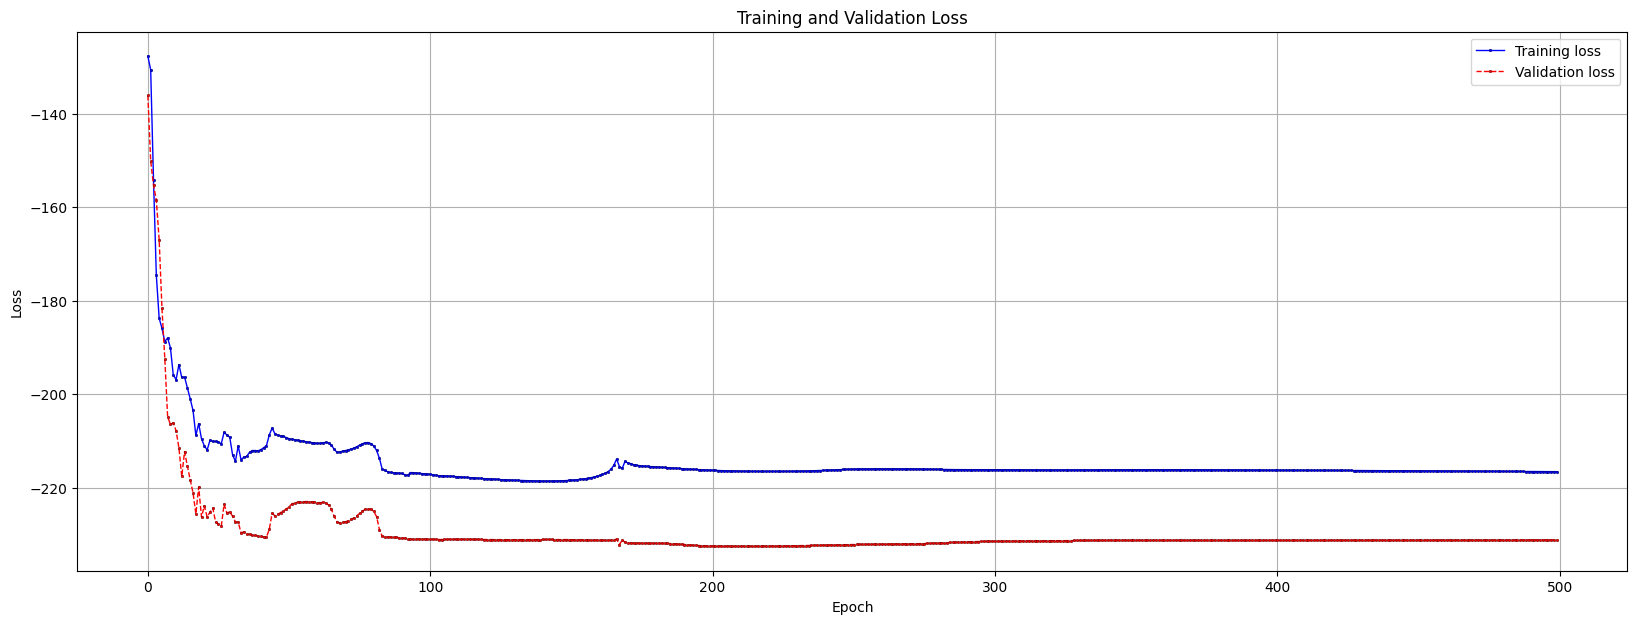 Training and Validation Loss
Training loss
Validation loss
Loss
−140
−160
−180
−200
−220
0
100
200
300
400
500
Epoch